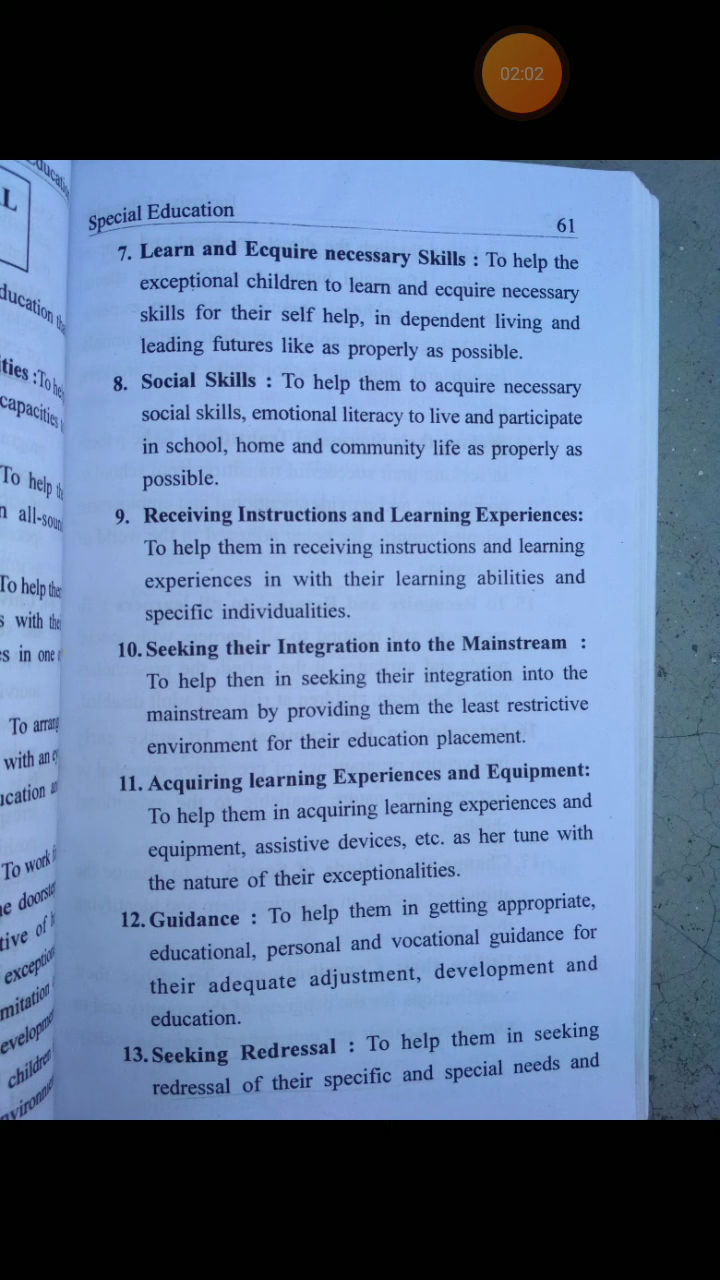 02:02
L
Special Education
61
7. Learn and Ecquire necessary Skills : To help the
exceptional children to learn and ecquire necessary
skills for their self help, in dependent living and
leading futures like as properly as possible.
8. Social Skills : To help them to acquire necessary
social skills, emotional literacy to live and participate
in school, home and community life as properly as
possible.
9. Receiving Instructions and Learning Experiences:
To help them in receiving instructions and learning
experiences in with their learning abilities and
specific individualities.
10. Seeking their Integration into the Mainstream :
To help then in seeking their integration into the
mainstream by providing them the least restrictive
environment for their education placement.
11. Acquiring learning Experiences and Equipment:
To help them in acquiring learning experiences and
equipment, assistive devices, etc. as her tune with
the nature of their exceptionalities.
12. Guidance : To help them in getting appropriate,
educational, personal and vocational guidance for
their adequate adjustment, development and
education.
13. Seeking Redressal : To help them in seeking
redressal of their specific and special needs and